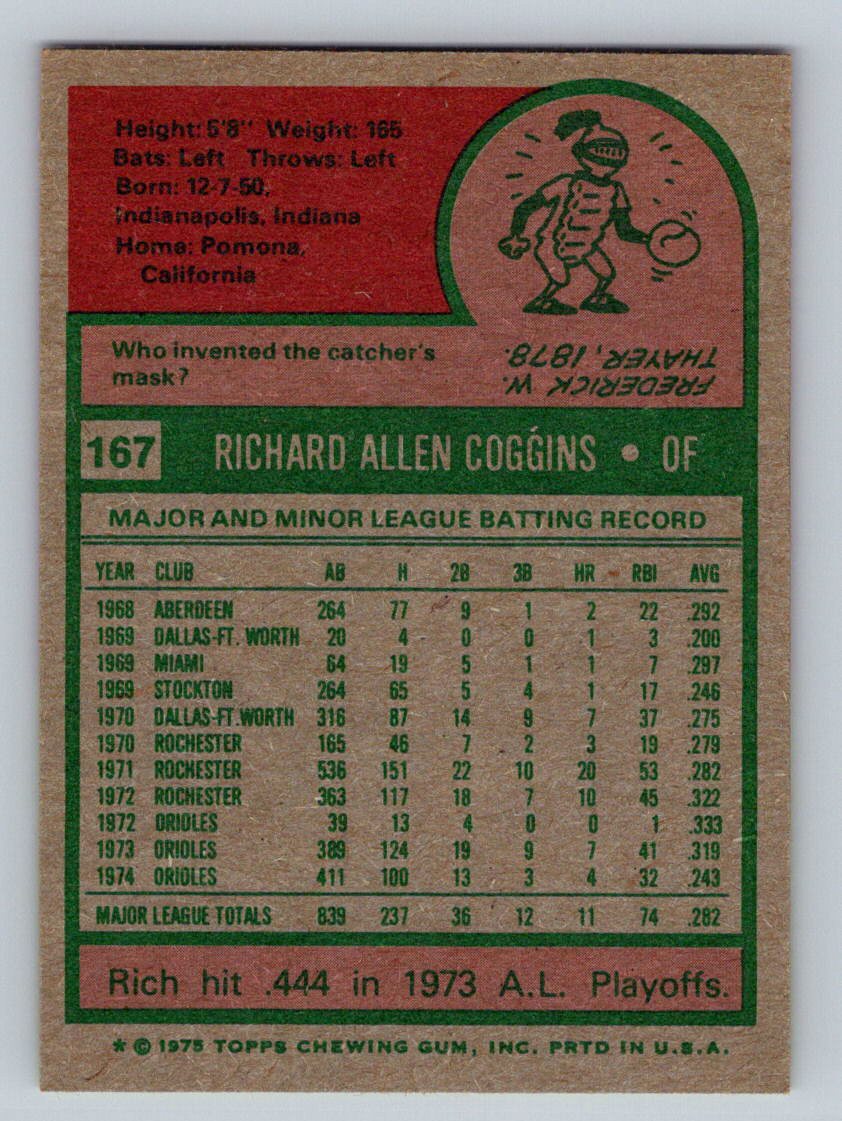 Height: 5'8" Weight: 165
Bats: Left Throws: Left
Born: 12-7-50,
Indianapolis, Indiana
Home: Pomona,
California
Who invented the catcher's
mask?
FREDERICK W.
THAYER, 1878.
167 RICHARD ALLEN COGGINS • OF
MAJOR AND MINOR LEAGUE BATTING RECORD
YEAR CLUB AB H 2B 3B HR RBI AVG
1968 ABERDEEN 264 77 9 1 2 22 .292
1969 DALLAS-FT. WORTH 20 4 0 0 1 3 .200
1969 MIAMI 64 19 5 1 1 7 .297
1969 STOCKTON 264 65 5 4 1 17 .246
1970 DALLAS-FT.WORTH 316 87 14 9 7 37 .275
1970 ROCHESTER 165 46 7 2 3 19 .279
1971 ROCHESTER 536 151 22 10 20 53 .282
1972 ROCHESTER 363 117 18 7 10 45 .322
1972 ORIOLES 39 13 4 0 0 1 .333
1973 ORIOLES 389 124 19 9 7 41 .319
1974 ORIOLES 411 100 13 3 4 32 .243
MAJOR LEAGUE TOTALS 839 237 36 12 11 74 .282
Rich hit .444 in 1973 A.L. Playoffs.
* © 1975 TOPPS CHEWING GUM, INC. PRTD IN U.S.A.